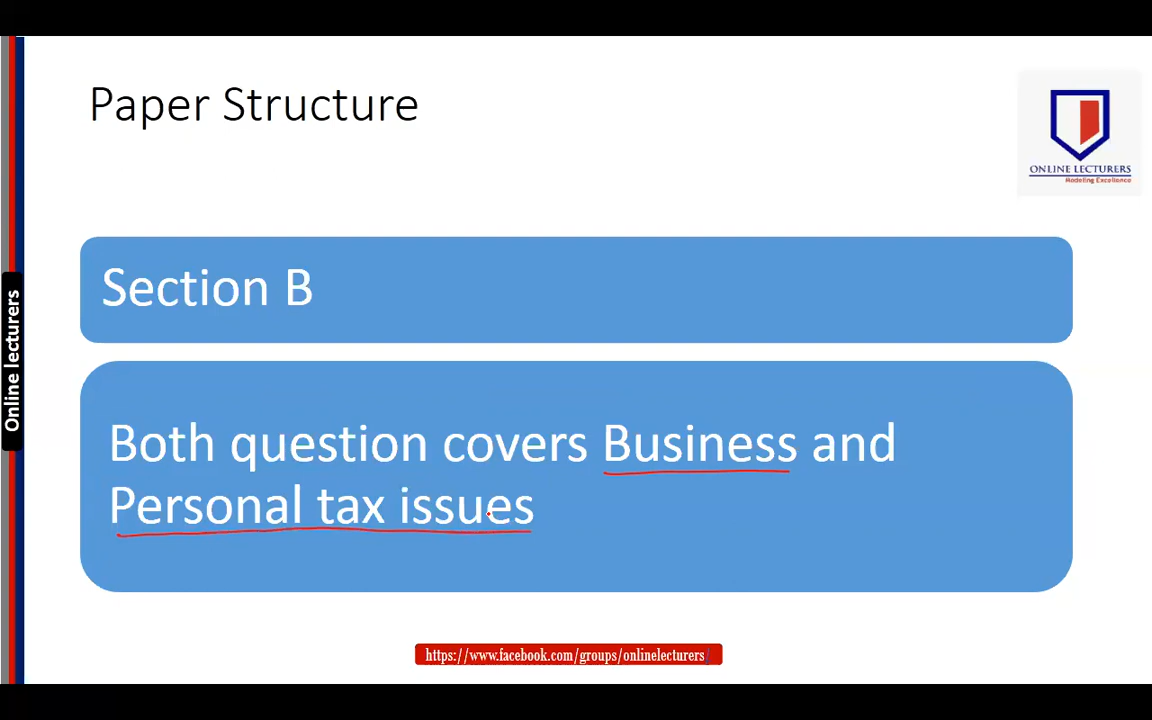 Paper Structure
ONLINE LECTURERS
Modeling Excellence
Section B
Both question covers Business and
Personal tax issues
Online lecturers
https://www.facebook.com/groups/onlinelecturers/